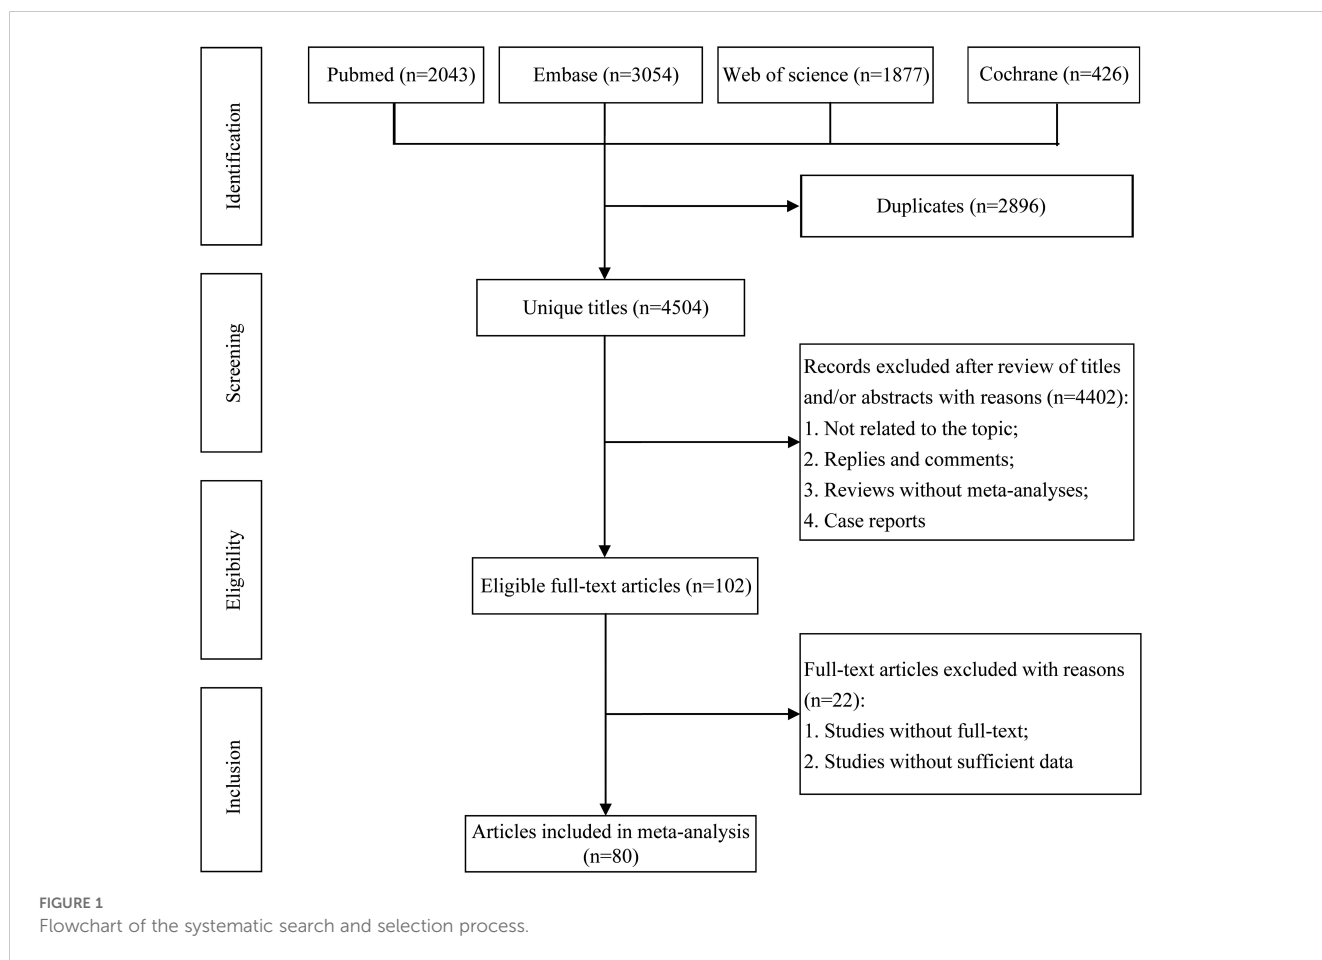 Identification
Pubmed (n=2043)
Embase (n=3054)
Web of science (n=1877)
Cochrane (n=426)
Duplicates (n=2896)
Screening
Unique titles (n=4504)
Records excluded after review of titles
and/or abstracts with reasons (n=4402):
1. Not related to the topic;
2. Replies and comments;
3. Reviews without meta-analyses;
4. Case reports
Eligibility
Eligible full-text articles (n=102)
Full-text articles excluded with reasons
(n=22):
1. Studies without full-text;
2. Studies without sufficient data
Inclusion
Articles included in meta-analysis
(n=80)
FIGURE 1
Flowchart of the systematic search and selection process.